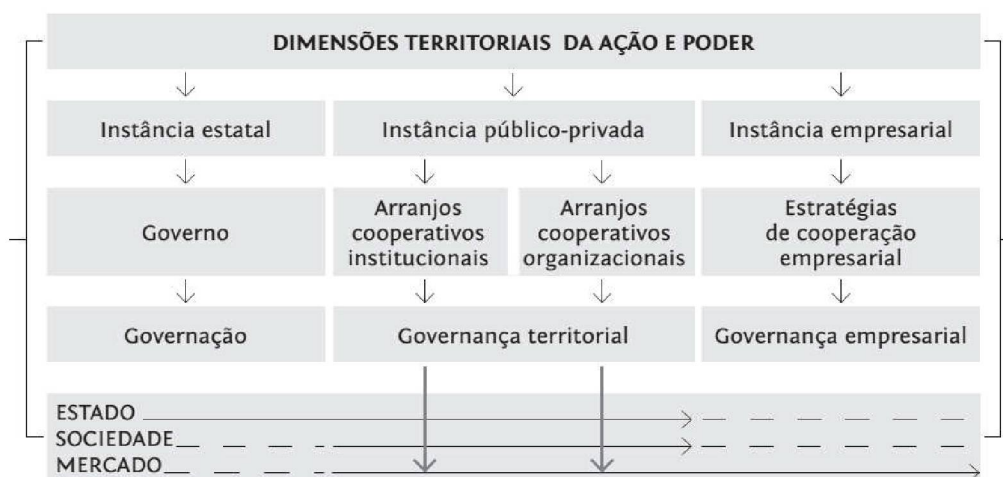 DIMENSÕES TERRITORIAIS DA AÇÃO E PODER
Instância estatal
Instância público-privada
Instância empresarial
Governo
Arranjos
cooperativos
institucionais
Arranjos
cooperativos
organizacionais
Estratégias
de cooperação
empresarial
Governação
Governança territorial
Governança empresarial
ESTADO
SOCIEDADE
MERCADO